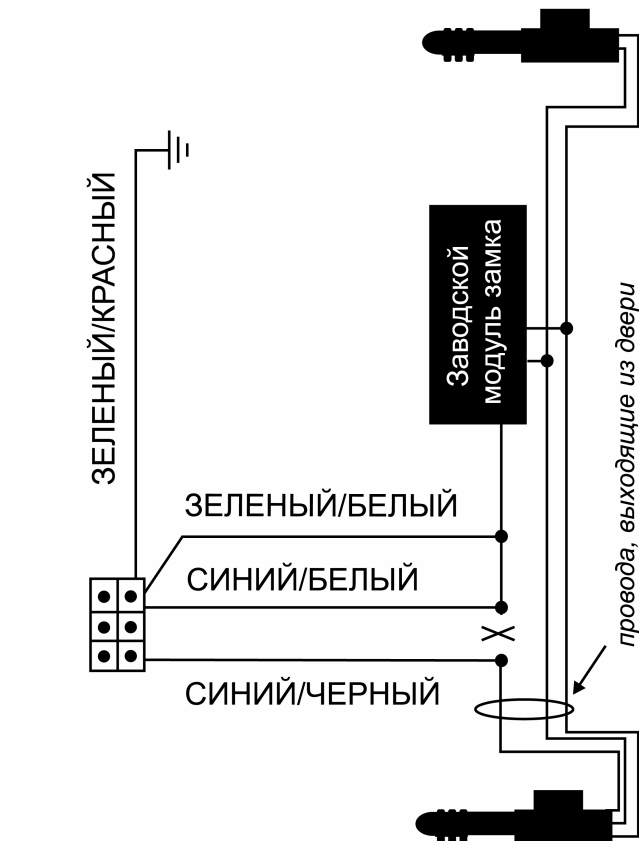 ЗЕЛЕНЫЙ/КРАСНЫЙ
Заводской
модуль замка
провода, выходящие из двери
ЗЕЛЕНЫЙ/БЕЛЫЙ
СИНИЙ/БЕЛЫЙ
СИНИЙ/ЧЕРНЫЙ